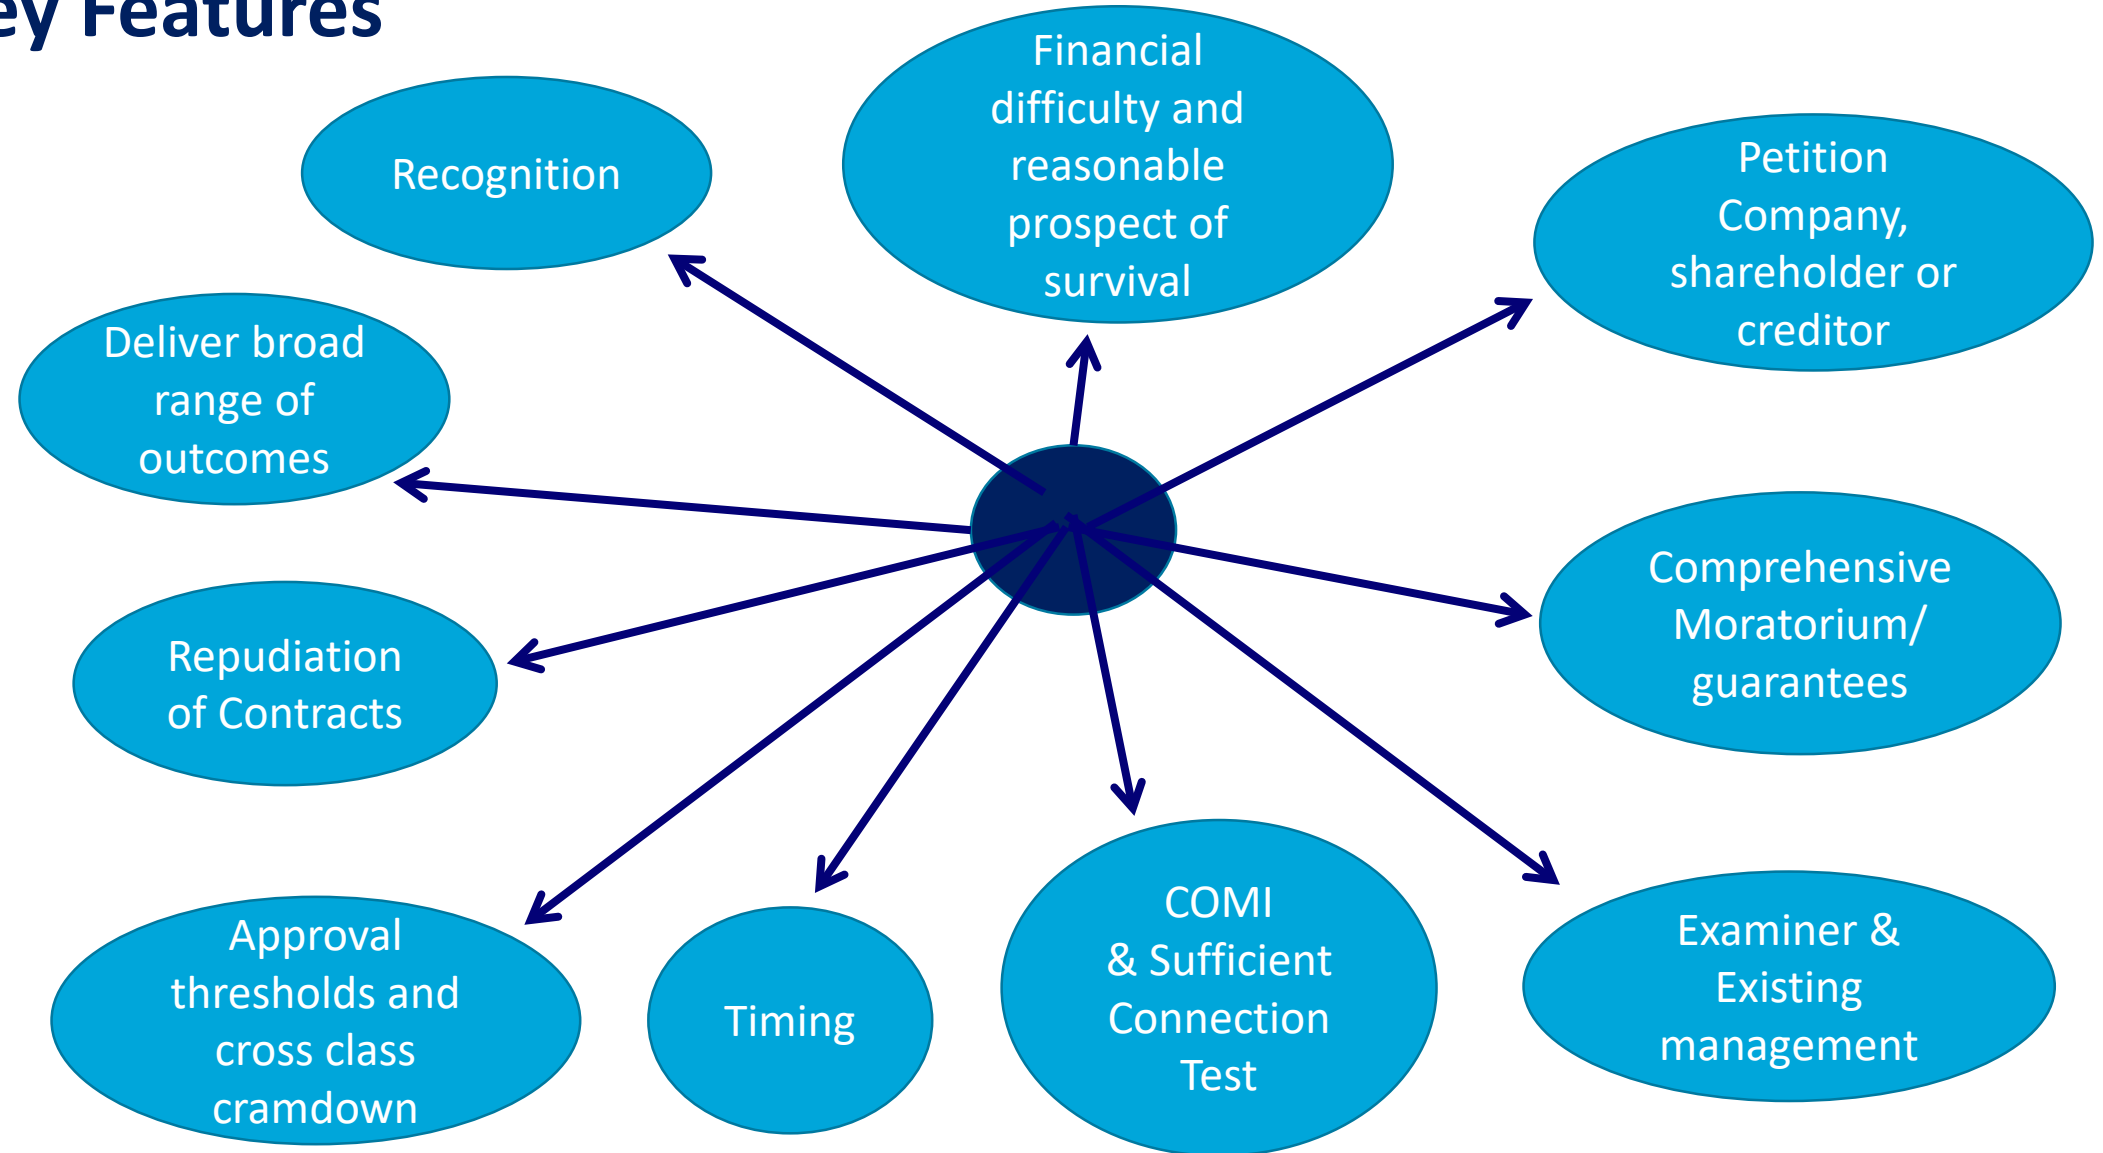 ey Features
Financial
difficulty and
reasonable
prospect of
survival
Recognition
Petition
Company,
shareholder or
creditor
Deliver broad
range of
outcomes
Comprehensive
Moratorium/
guarantees
Repudiation
of Contracts
Approval
thresholds and
cross class
cramdown
Timing
COMI
& Sufficient
Connection
Test
Examiner &
Existing
management